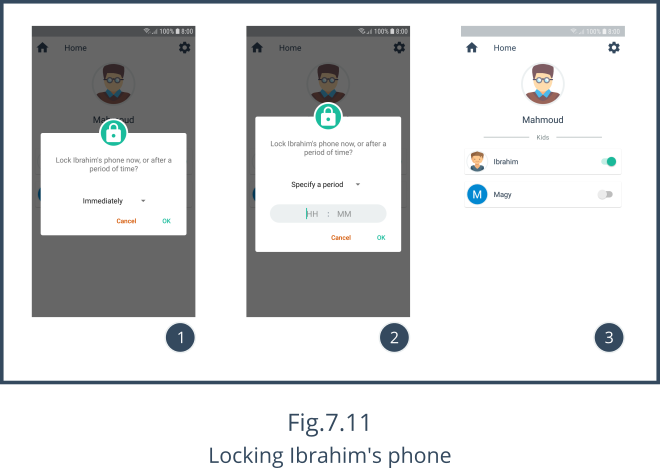 100% 8:00
Home
Mahmoud
Lock Ibrahim's phone now, or after a
period of time?
Immediately
Cancel OK
1
100% 8:00
Home
Lock Ibrahim's phone now, or after a
period of time?
Specify a period
HH : MM
Cancel OK
2
100% 8:00
Home
Mahmoud
Kids
Ibrahim
M Magy
3
Fig.7.11
Locking Ibrahim's phone